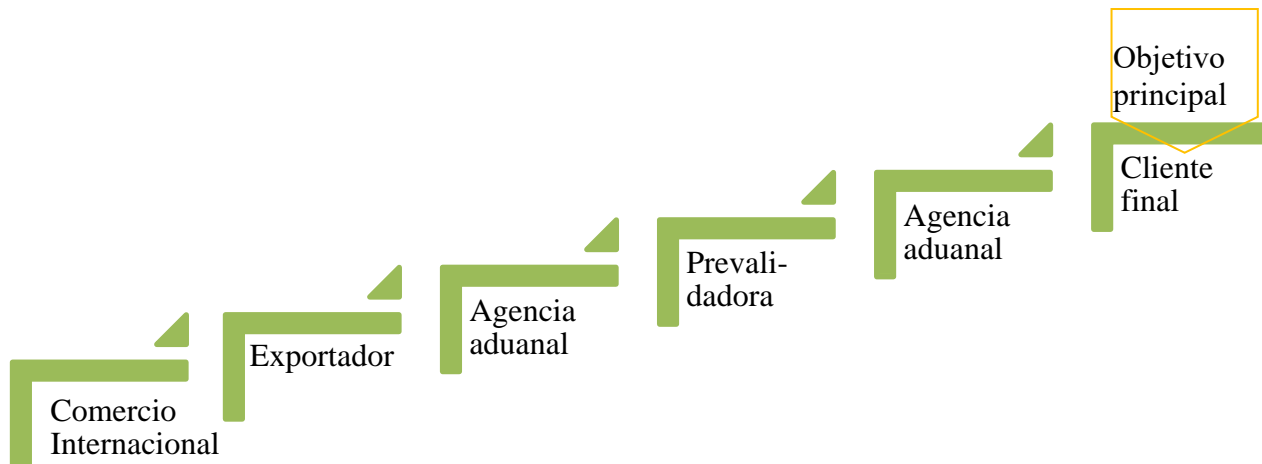 Comercio
Internacional
Exportador
Agencia
aduanal
Prevali-
dadora
Agencia
aduanal
Cliente
final
Objetivo
principal